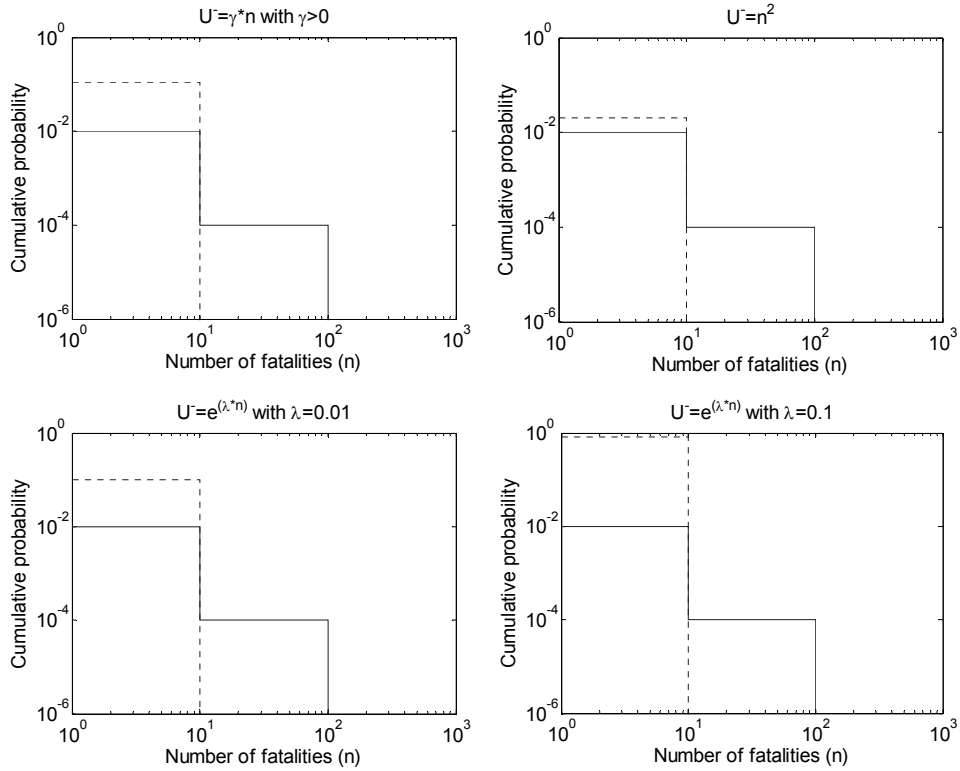 U⁻=γ*n with γ>0
10⁰
10⁻²
10⁻⁴
10⁻⁶
Cumulative probability
10⁰ 10¹ 10² 10³
Number of fatalities (n)
U⁻=n²
10⁰
10⁻²
10⁻⁴
10⁻⁶
Cumulative probability
10⁰ 10¹ 10² 10³
Number of fatalities (n)
U⁻=e^(λ*n) with λ=0.01
10⁰
10⁻²
10⁻⁴
10⁻⁶
Cumulative probability
10⁰ 10¹ 10² 10³
Number of fatalities (n)
U⁻=e^(λ*n) with λ=0.1
10⁰
10⁻²
10⁻⁴
10⁻⁶
Cumulative probability
10⁰ 10¹ 10² 10³
Number of fatalities (n)